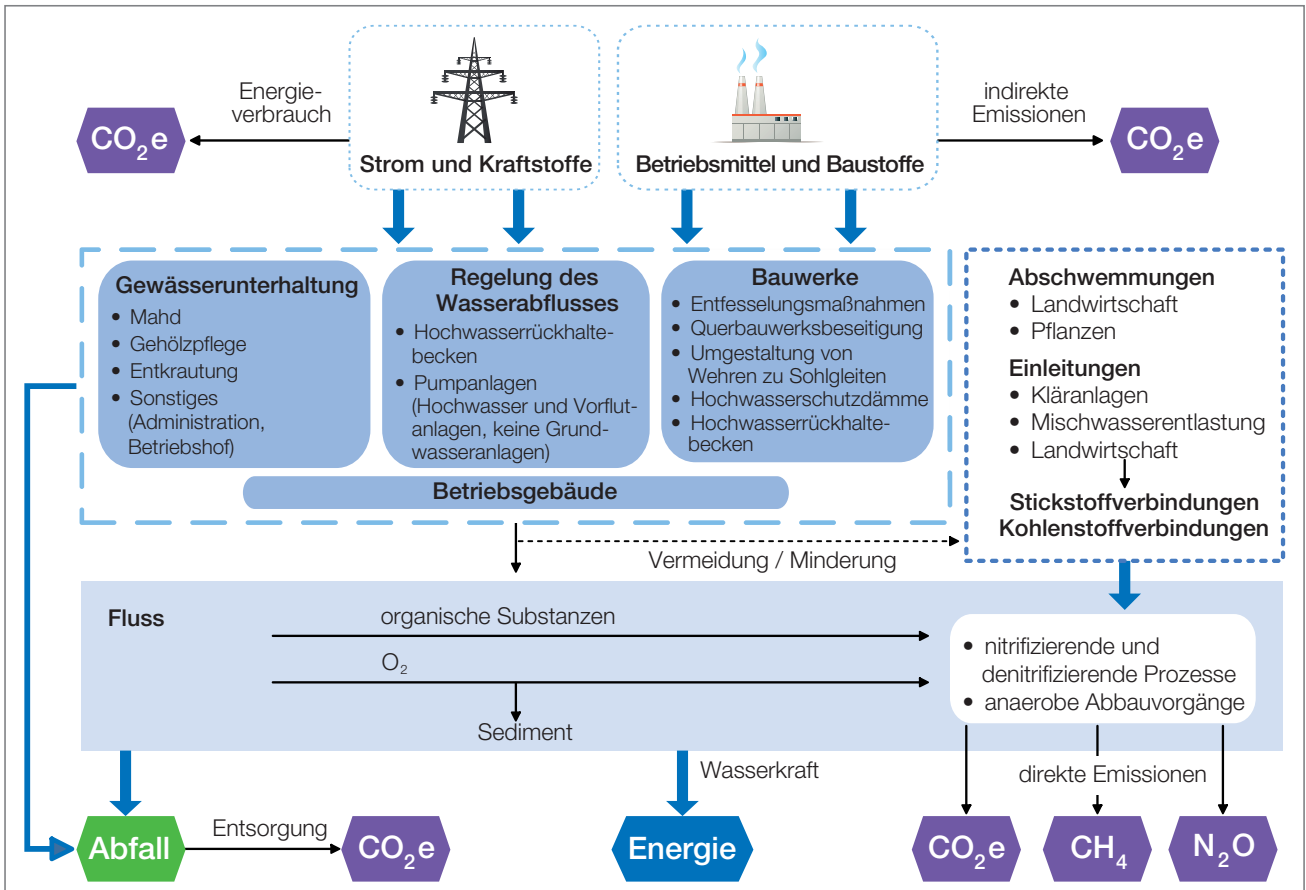 Energie-
verbrauch
CO₂e
Strom und Kraftstoffe
Betriebsmittel und Baustoffe
indirekte
Emissionen
CO₂e
Gewässerunterhaltung
• Mahd
• Gehölzpflege
• Entkrautung
• Sonstiges
(Administration,
Betriebshof)
Regelung des
Wasserabflusses
• Hochwasserrückhalte-
becken
• Pumpanlagen
(Hochwasser und Vorflut-
anlagen, keine Grund-
wasseranlagen)
Bauwerke
• Entfesselungsmaßnahmen
• Querbauwerksbeseitigung
• Umgestaltung von
Wehren zu Sohlgleiten
• Hochwasserschutzdämme
• Hochwasserrückhalte-
becken
Betriebsgebäude
Abschwemmungen
• Landwirtschaft
• Pflanzen
Einleitungen
• Kläranlagen
• Mischwasserentlastung
• Landwirtschaft
Stickstoffverbindungen
Kohlenstoffverbindungen
Vermeidung / Minderung
Fluss
organische Substanzen
O₂
Sediment
• nitrifizierende und
denitrifizierende Prozesse
• anaerobe Abbauvorgänge
Wasserkraft
direkte Emissionen
Abfall
Entsorgung
CO₂e
Energie
CO₂e
CH₄
N₂O